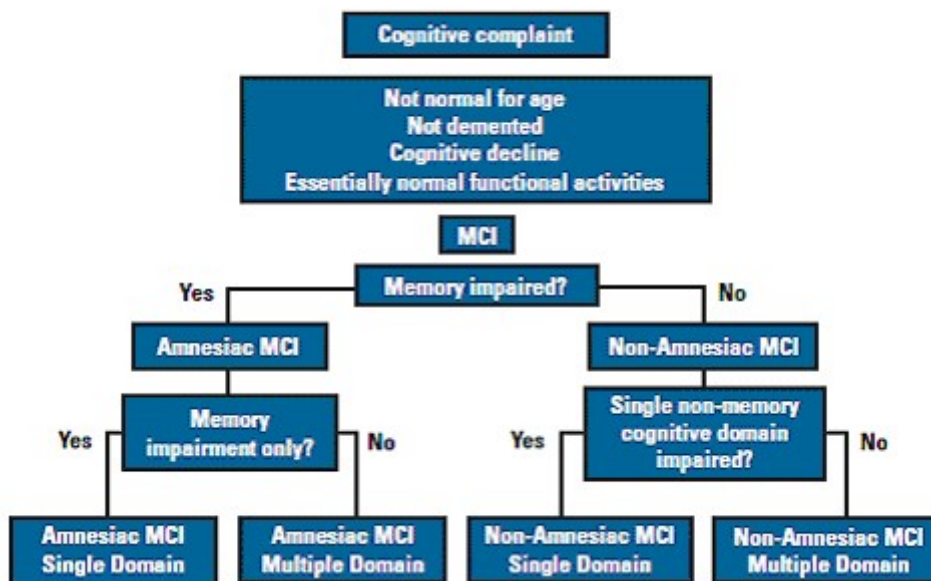 Cognitive complaint
Not normal for age
Not demented
Cognitive decline
Essentially normal functional activities
MCI
Memory impaired?
Yes
No
Amnesiac MCI
Non-Amnesiac MCI
Memory
impairment only?
Single non-memory
cognitive domain
impaired?
Yes
No
Yes
No
Amnesiac MCI
Single Domain
Amnesiac MCI
Multiple Domain
Non-Amnesiac MCI
Single Domain
Non-Amnesiac MCI
Multiple Domain